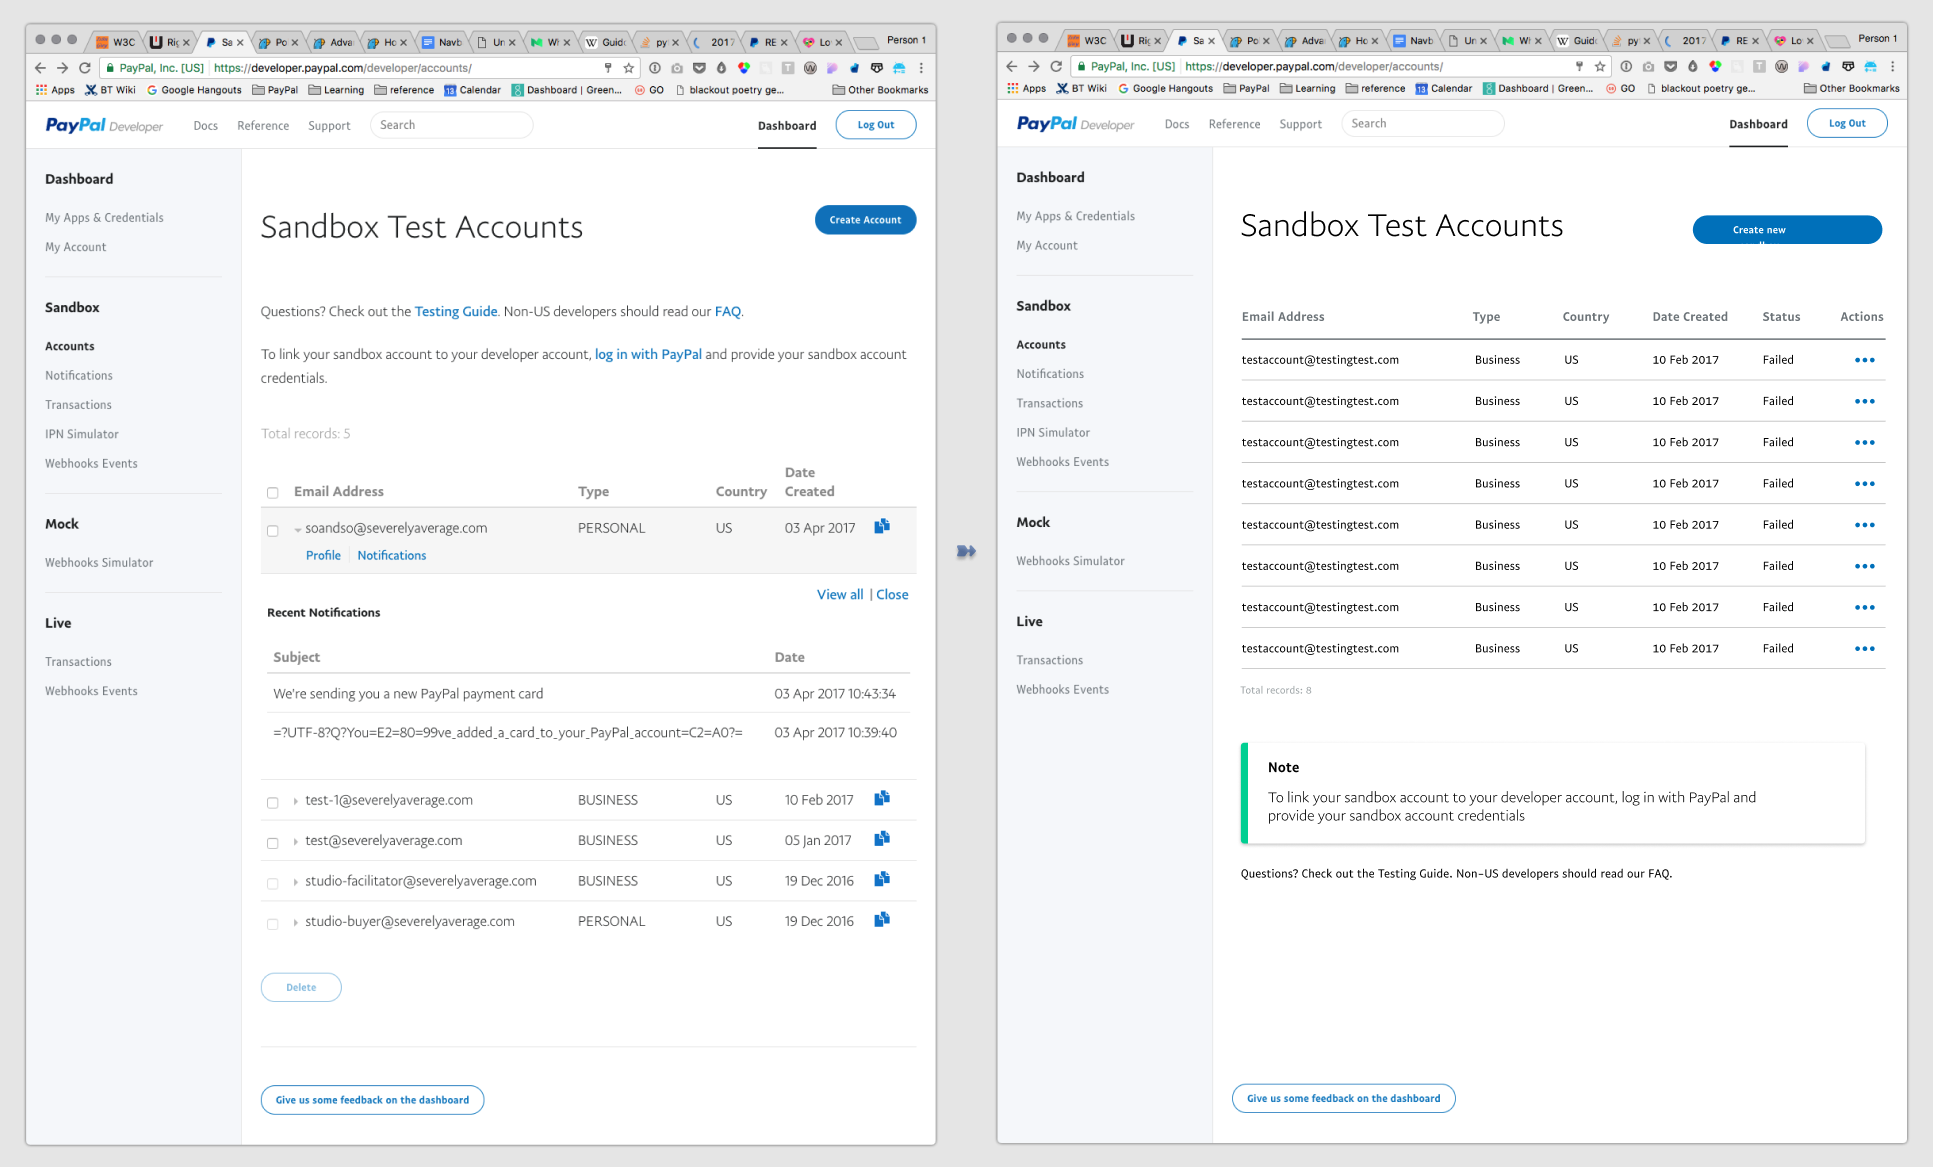 W3C Rig Sa Po Adva Ho Navb Un Wi Guid py 2017 RE Lo Person 1
PayPal, Inc. [US] https://developer.paypal.com/developer/accounts/
Apps BT Wiki Google Hangouts PayPal Learning reference 13 Calendar Dashboard | Green... GO blackout poetry ge... Other Bookmarks
PayPal Developer Docs Reference Support Search Dashboard Log Out
Dashboard
My Apps & Credentials
My Account
Sandbox
Accounts
Notifications
Transactions
IPN Simulator
Webhooks Events
Mock
Webhooks Simulator
Live
Transactions
Webhooks Events
Sandbox Test Accounts
Create Account
Questions? Check out the Testing Guide. Non-US developers should read our FAQ.
To link your sandbox account to your developer account, log in with PayPal and provide your sandbox account
credentials.
Total records: 5
Email Address Type Country Date Created
soandso@severelyaverage.com PERSONAL US 03 Apr 2017
Profile | Notifications
View all | Close
Recent Notifications
Subject Date
We're sending you a new PayPal payment card 03 Apr 2017 10:43:34
=?UTF-8?Q?You=E2=80=99ve_added_a_card_to_your_PayPal_account=C2=A0?= 03 Apr 2017 10:39:40
test-1@severelyaverage.com BUSINESS US 10 Feb 2017
test@severelyaverage.com BUSINESS US 05 Jan 2017
studio-facilitator@severelyaverage.com BUSINESS US 19 Dec 2016
studio-buyer@severelyaverage.com PERSONAL US 19 Dec 2016
Delete
Give us some feedback on the dashboard
W3C Rig Sa Po Adva Ho Navb Un Wi Guid py 2017 RE Lo Person 1
PayPal, Inc. [US] https://developer.paypal.com/developer/accounts/
Apps BT Wiki Google Hangouts PayPal Learning reference 13 Calendar Dashboard | Green... GO blackout poetry ge... Other Bookmarks
PayPal Developer Docs Reference Support Search Dashboard Log Out
Dashboard
My Apps & Credentials
My Account
Sandbox
Accounts
Notifications
Transactions
IPN Simulator
Webhooks Events
Mock
Webhooks Simulator
Live
Transactions
Webhooks Events
Sandbox Test Accounts
Create new
Email Address Type Country Date Created Status Actions
testaccount@testingtest.com Business US 10 Feb 2017 Failed
testaccount@testingtest.com Business US 10 Feb 2017 Failed
testaccount@testingtest.com Business US 10 Feb 2017 Failed
testaccount@testingtest.com Business US 10 Feb 2017 Failed
testaccount@testingtest.com Business US 10 Feb 2017 Failed
testaccount@testingtest.com Business US 10 Feb 2017 Failed
testaccount@testingtest.com Business US 10 Feb 2017 Failed
testaccount@testingtest.com Business US 10 Feb 2017 Failed
Total records: 8
Note
To link your sandbox account to your developer account, log in with PayPal and
provide your sandbox account credentials
Questions? Check out the Testing Guide. Non-US developers should read our FAQ.
Give us some feedback on the dashboard